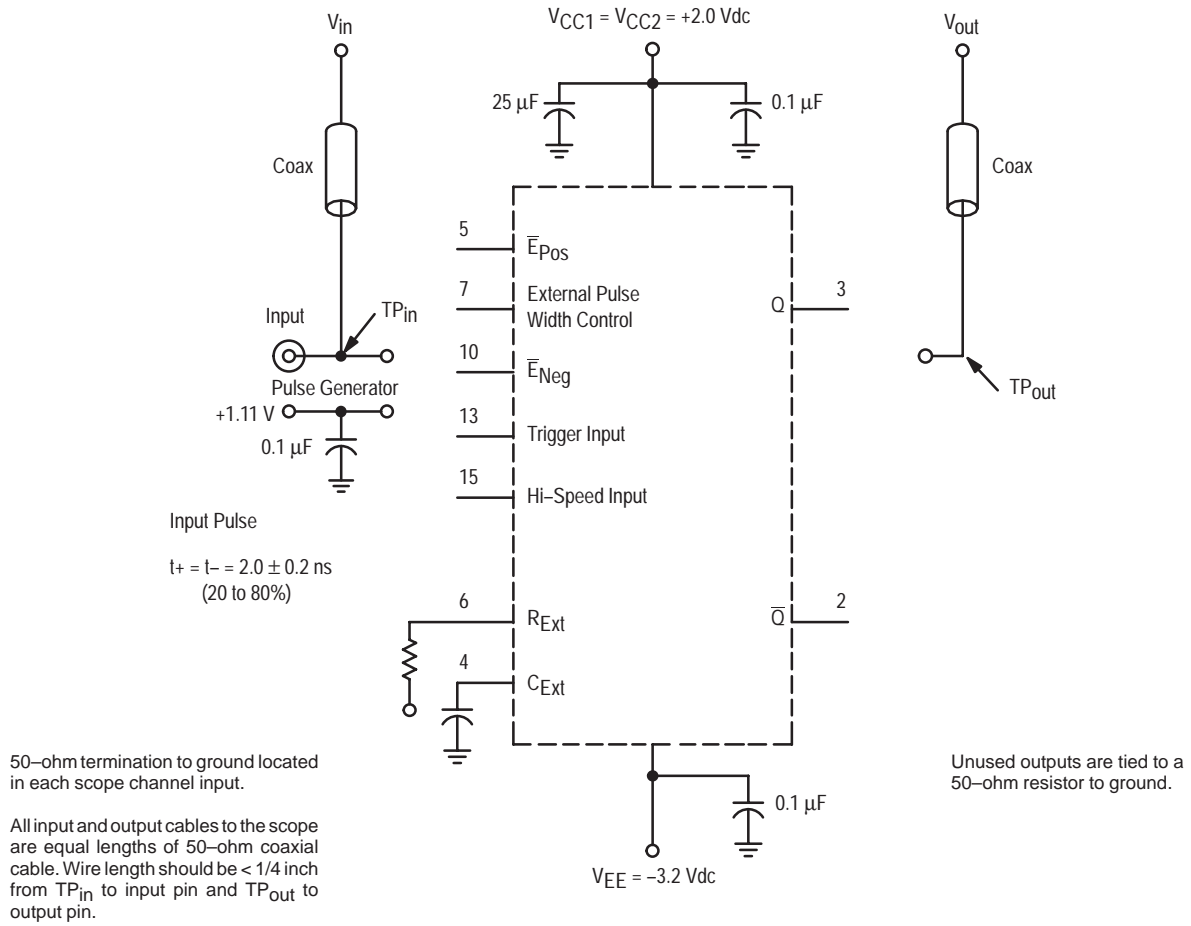 Vin
VCC1 = VCC2 = +2.0 Vdc
Vout
25 µF
0.1 µF
Coax
Coax
5
E̅Pos
7
External Pulse
Width Control
Q
3
Input
TPin
10
E̅Neg
Pulse Generator
TPout
+1.11 V
0.1 µF
13
Trigger Input
15
Hi–Speed Input
Input Pulse
t+ = t– = 2.0 ± 0.2 ns
(20 to 80%)
6
RExt
Q̅
2
4
CExt
50–ohm termination to ground located
in each scope channel input.
All input and output cables to the scope
are equal lengths of 50–ohm coaxial
cable. Wire length should be < 1/4 inch
from TPin to input pin and TPout to
output pin.
0.1 µF
VEE = –3.2 Vdc
Unused outputs are tied to a
50–ohm resistor to ground.